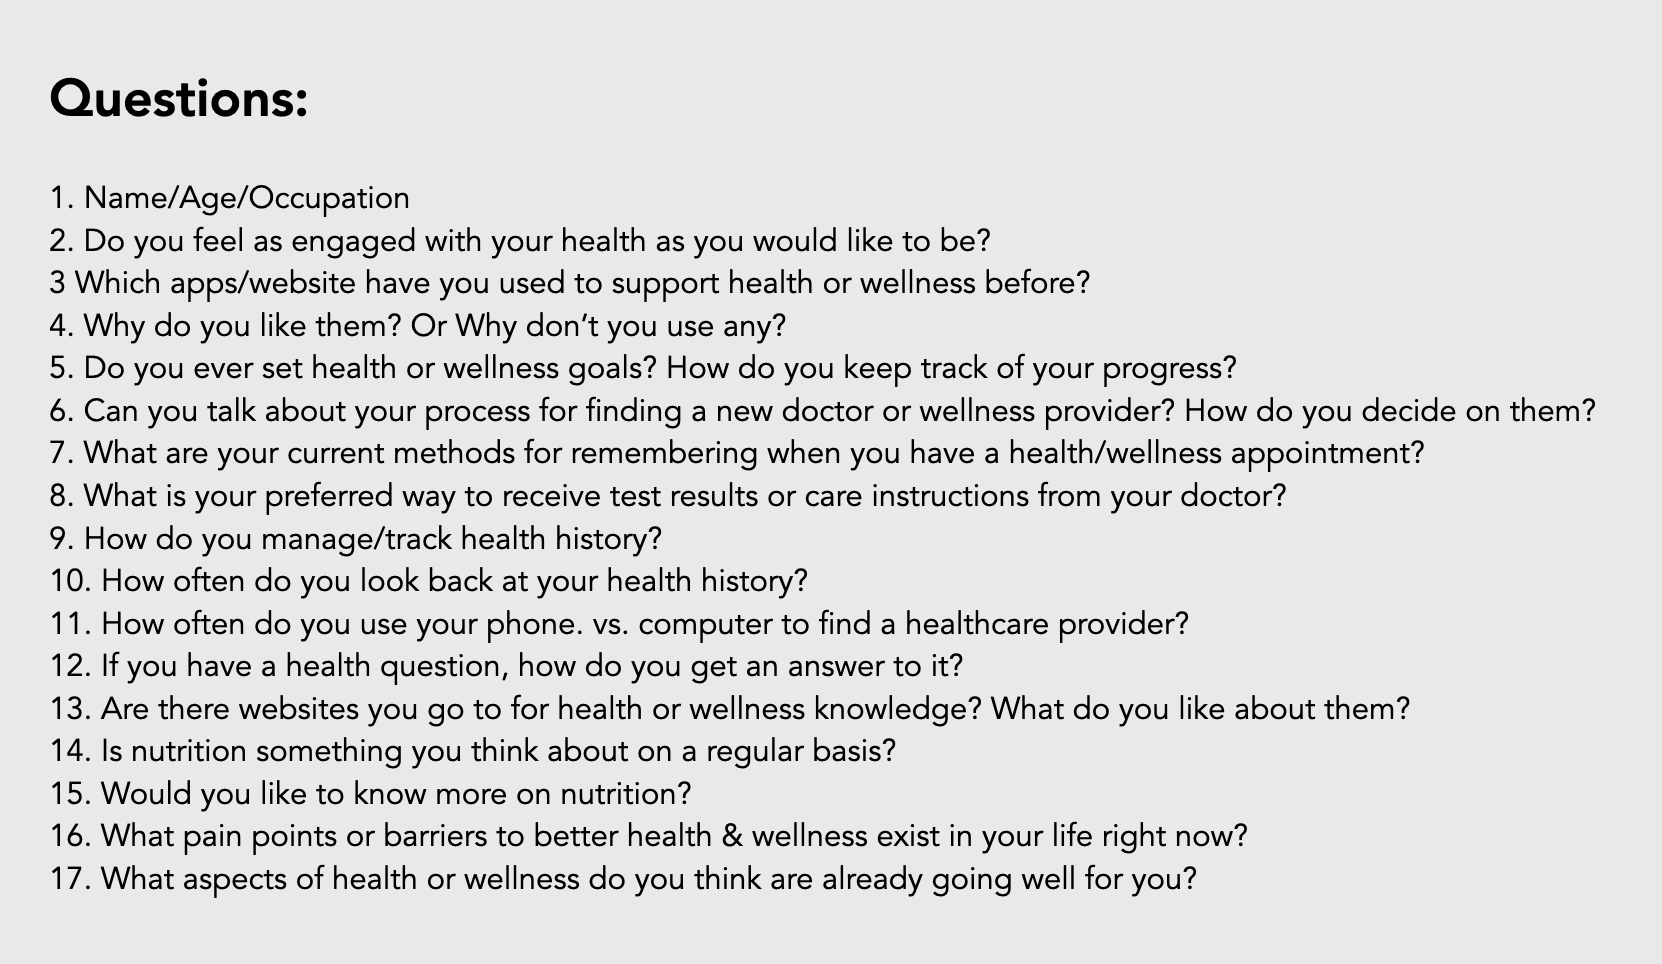 Questions:
1. Name/Age/Occupation
2. Do you feel as engaged with your health as you would like to be?
3 Which apps/website have you used to support health or wellness before?
4. Why do you like them? Or Why don’t you use any?
5. Do you ever set health or wellness goals? How do you keep track of your progress?
6. Can you talk about your process for finding a new doctor or wellness provider? How do you decide on them?
7. What are your current methods for remembering when you have a health/wellness appointment?
8. What is your preferred way to receive test results or care instructions from your doctor?
9. How do you manage/track health history?
10. How often do you look back at your health history?
11. How often do you use your phone. vs. computer to find a healthcare provider?
12. If you have a health question, how do you get an answer to it?
13. Are there websites you go to for health or wellness knowledge? What do you like about them?
14. Is nutrition something you think about on a regular basis?
15. Would you like to know more on nutrition?
16. What pain points or barriers to better health & wellness exist in your life right now?
17. What aspects of health or wellness do you think are already going well for you?